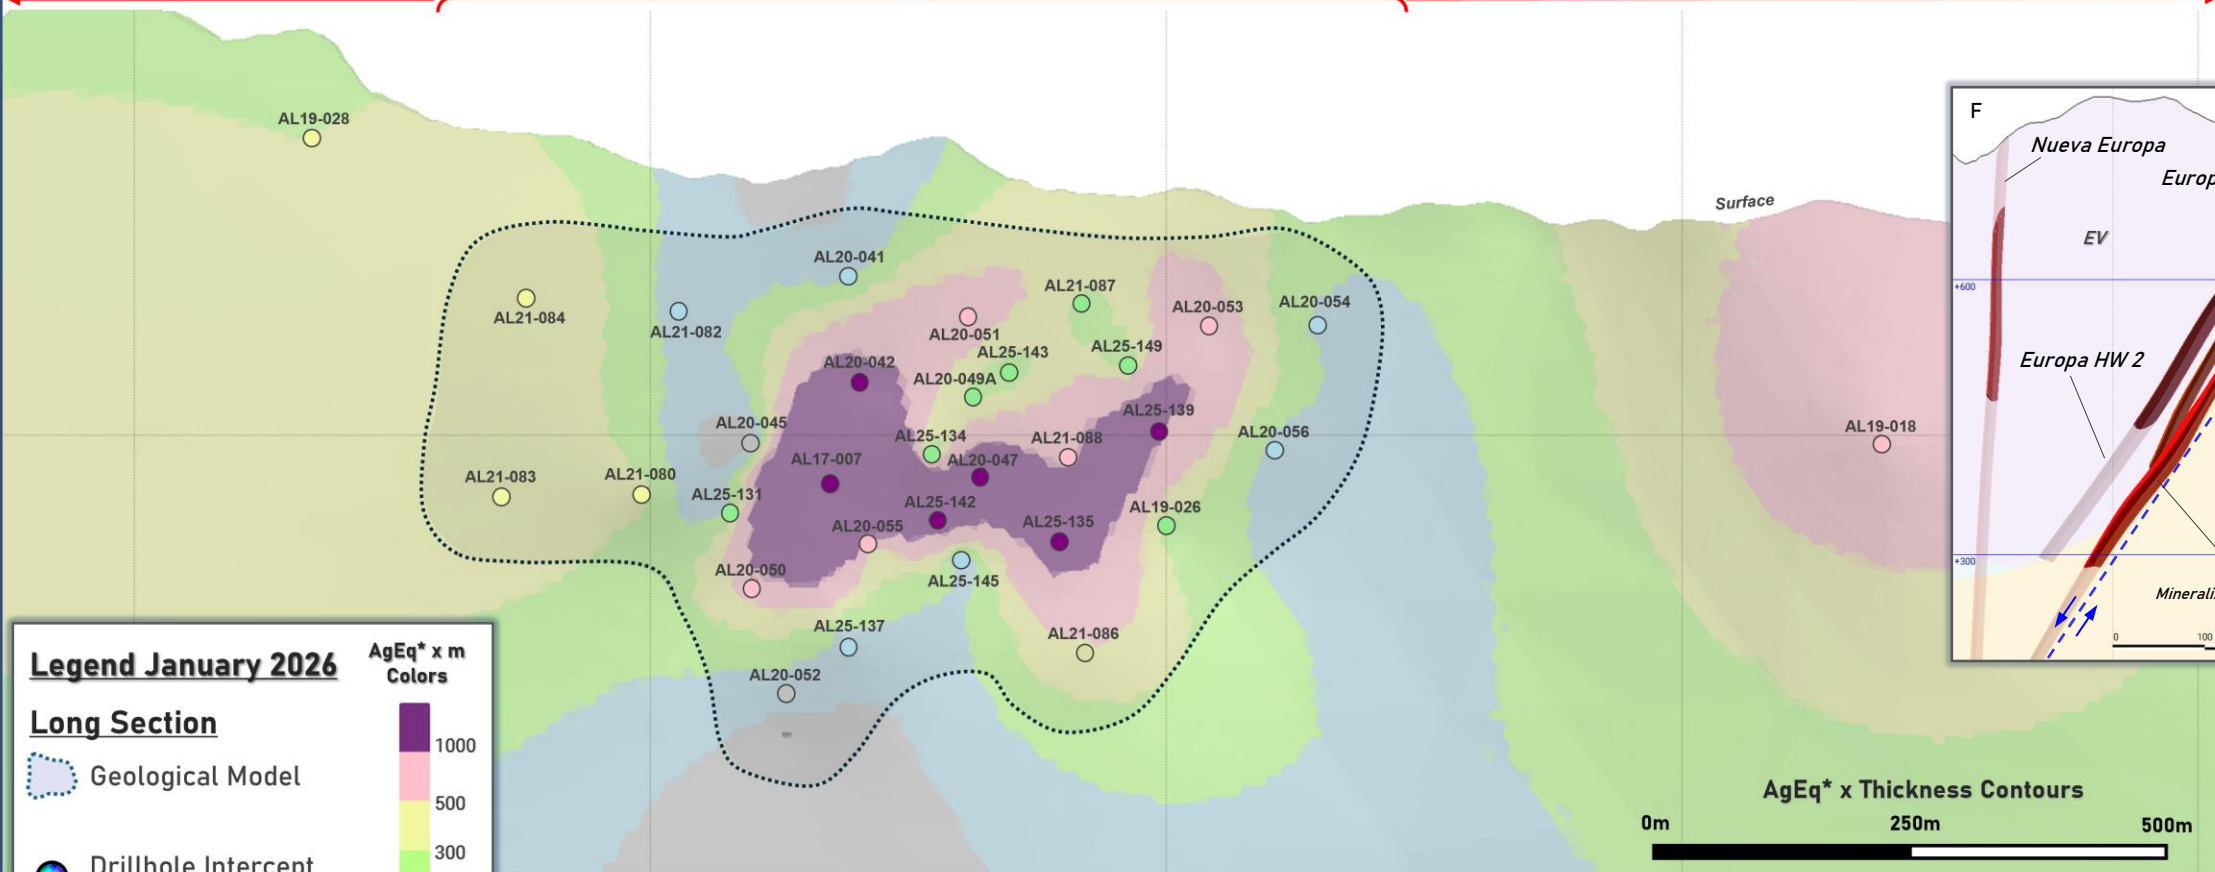 AL19-028
F
Nueva Europa
Surface
EV
AL20-041
AL21-087
+600
AL20-053
AL20-054
AL21-084
AL21-082
AL20-051
AL25-143
AL25-149
AL20-042
Europa HW 2
AL20-049A
AL25-139
AL20-045
AL25-134
AL21-088
AL20-056
AL19-018
AL17-007
AL20-047
AL21-083
AL21-080
AL25-131
AL25-142
AL19-026
AL20-055
AL25-135
+300
AL20-050
AL25-145
AL25-137
AL21-086
0 100
AL20-052
Legend January 2026
AgEq* x m
Colors
Long Section
1000
Geological Model
500
300
Drillhole Intercept
AgEq* x Thickness Contours
0m 250m 500m